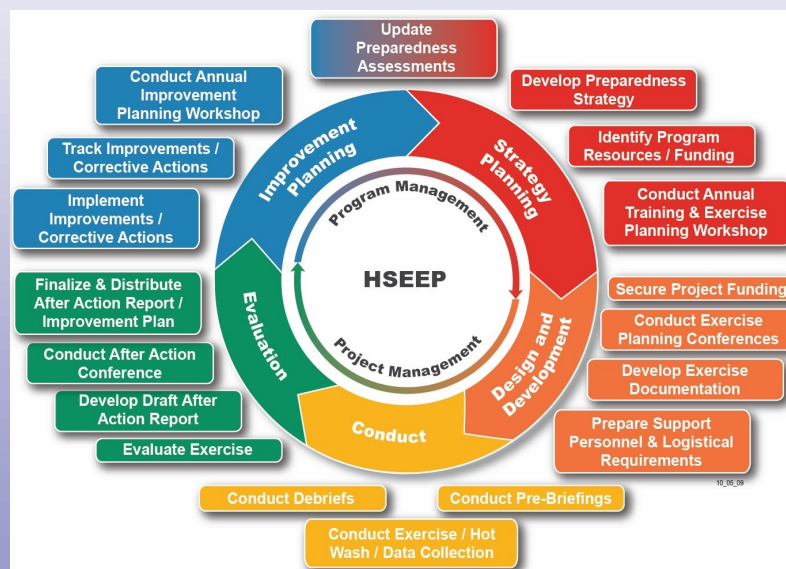 Update
Preparedness
Assessments
Develop Preparedness
Strategy
Identify Program
Resources / Funding
Conduct Annual
Training & Exercise
Planning Workshop
Secure Project Funding
Conduct Exercise
Planning Conferences
Develop Exercise
Documentation
Prepare Support
Personnel & Logistical
Requirements
10_05_09
Conduct Pre-Briefings
Conduct Exercise / Hot
Wash / Data Collection
Conduct Debriefs
Evaluate Exercise
Develop Draft After
Action Report
Conduct After Action
Conference
Finalize & Distribute
After Action Report /
Improvement Plan
Implement
Improvements /
Corrective Actions
Track Improvements /
Corrective Actions
Conduct Annual
Improvement
Planning Workshop
Improvement
Planning
Strategy
Planning
Design and
Development
Conduct
Evaluation
Program Management
HSEEP
Project Management